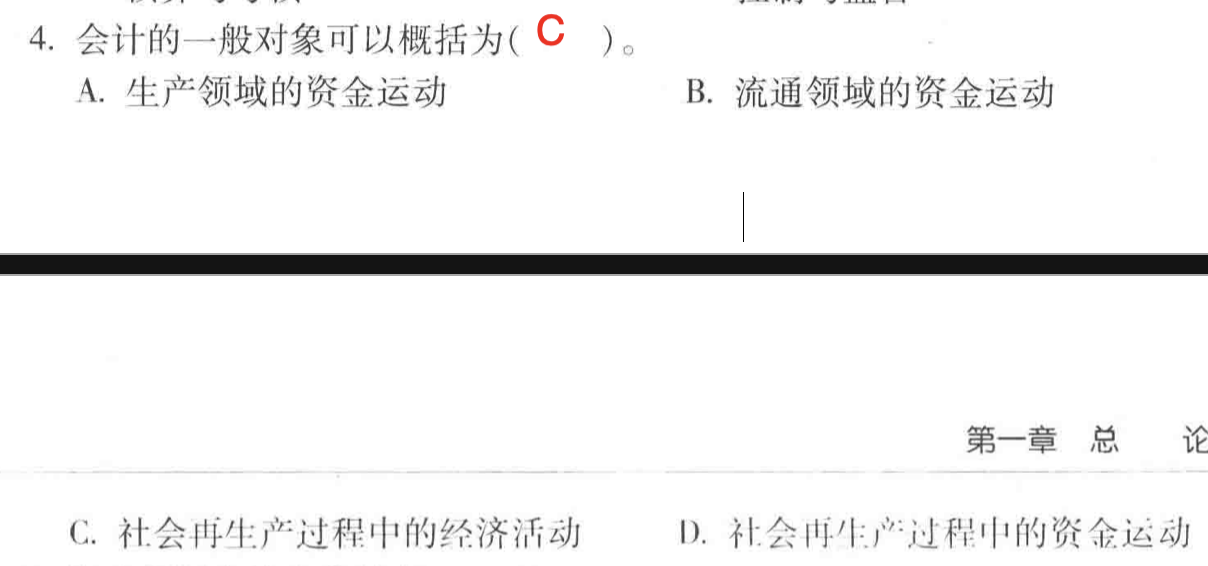 4. 会计的一般对象可以概括为( C )。
A. 生产领域的资金运动 B. 流通领域的资金运动
第一章 总 论
C. 社会再生产过程中的经济活动 D. 社会再生产过程中的资金运动